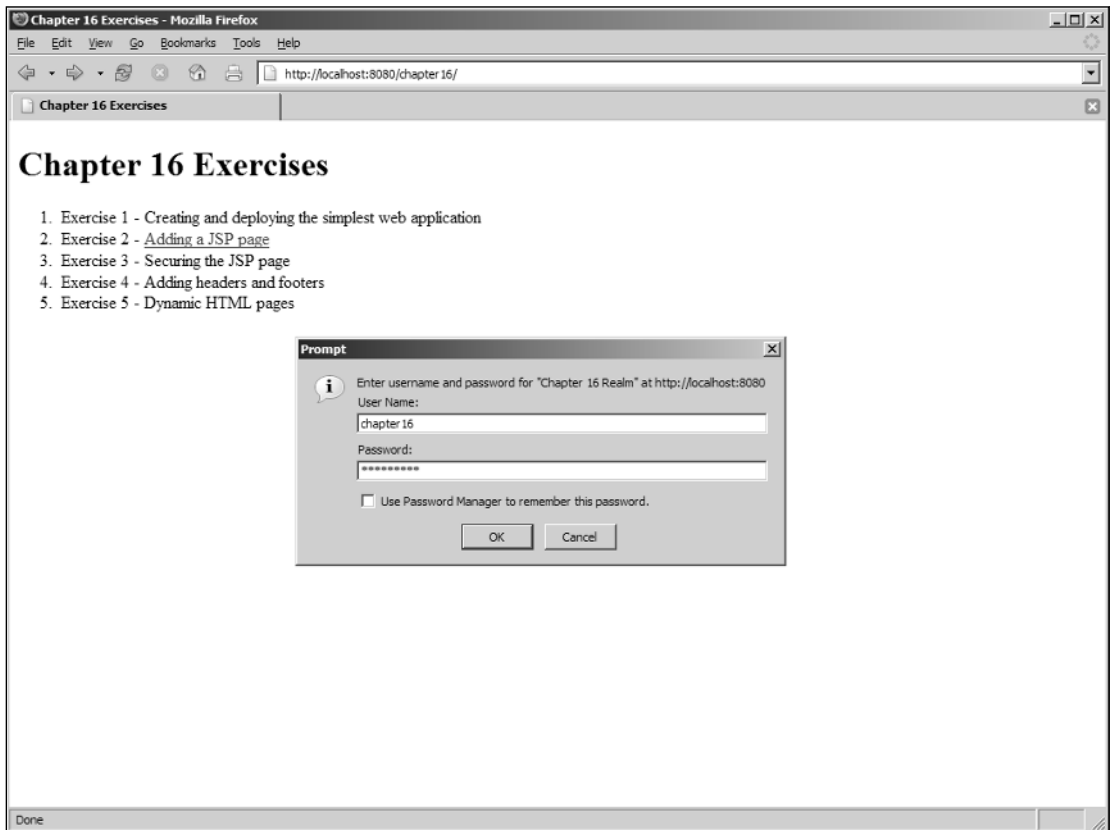 Chapter 16 Exercises - Mozilla Firefox
File Edit View Go Bookmarks Tools Help
http://localhost:8080/chapter16/
Chapter 16 Exercises
Chapter 16 Exercises
1. Exercise 1 - Creating and deploying the simplest web application
2. Exercise 2 - Adding a JSP page
3. Exercise 3 - Securing the JSP page
4. Exercise 4 - Adding headers and footers
5. Exercise 5 - Dynamic HTML pages
Prompt
Enter username and password for "Chapter 16 Realm" at http://localhost:8080
User Name:
chapter16
Password:
*********
Use Password Manager to remember this password.
OK Cancel
Done